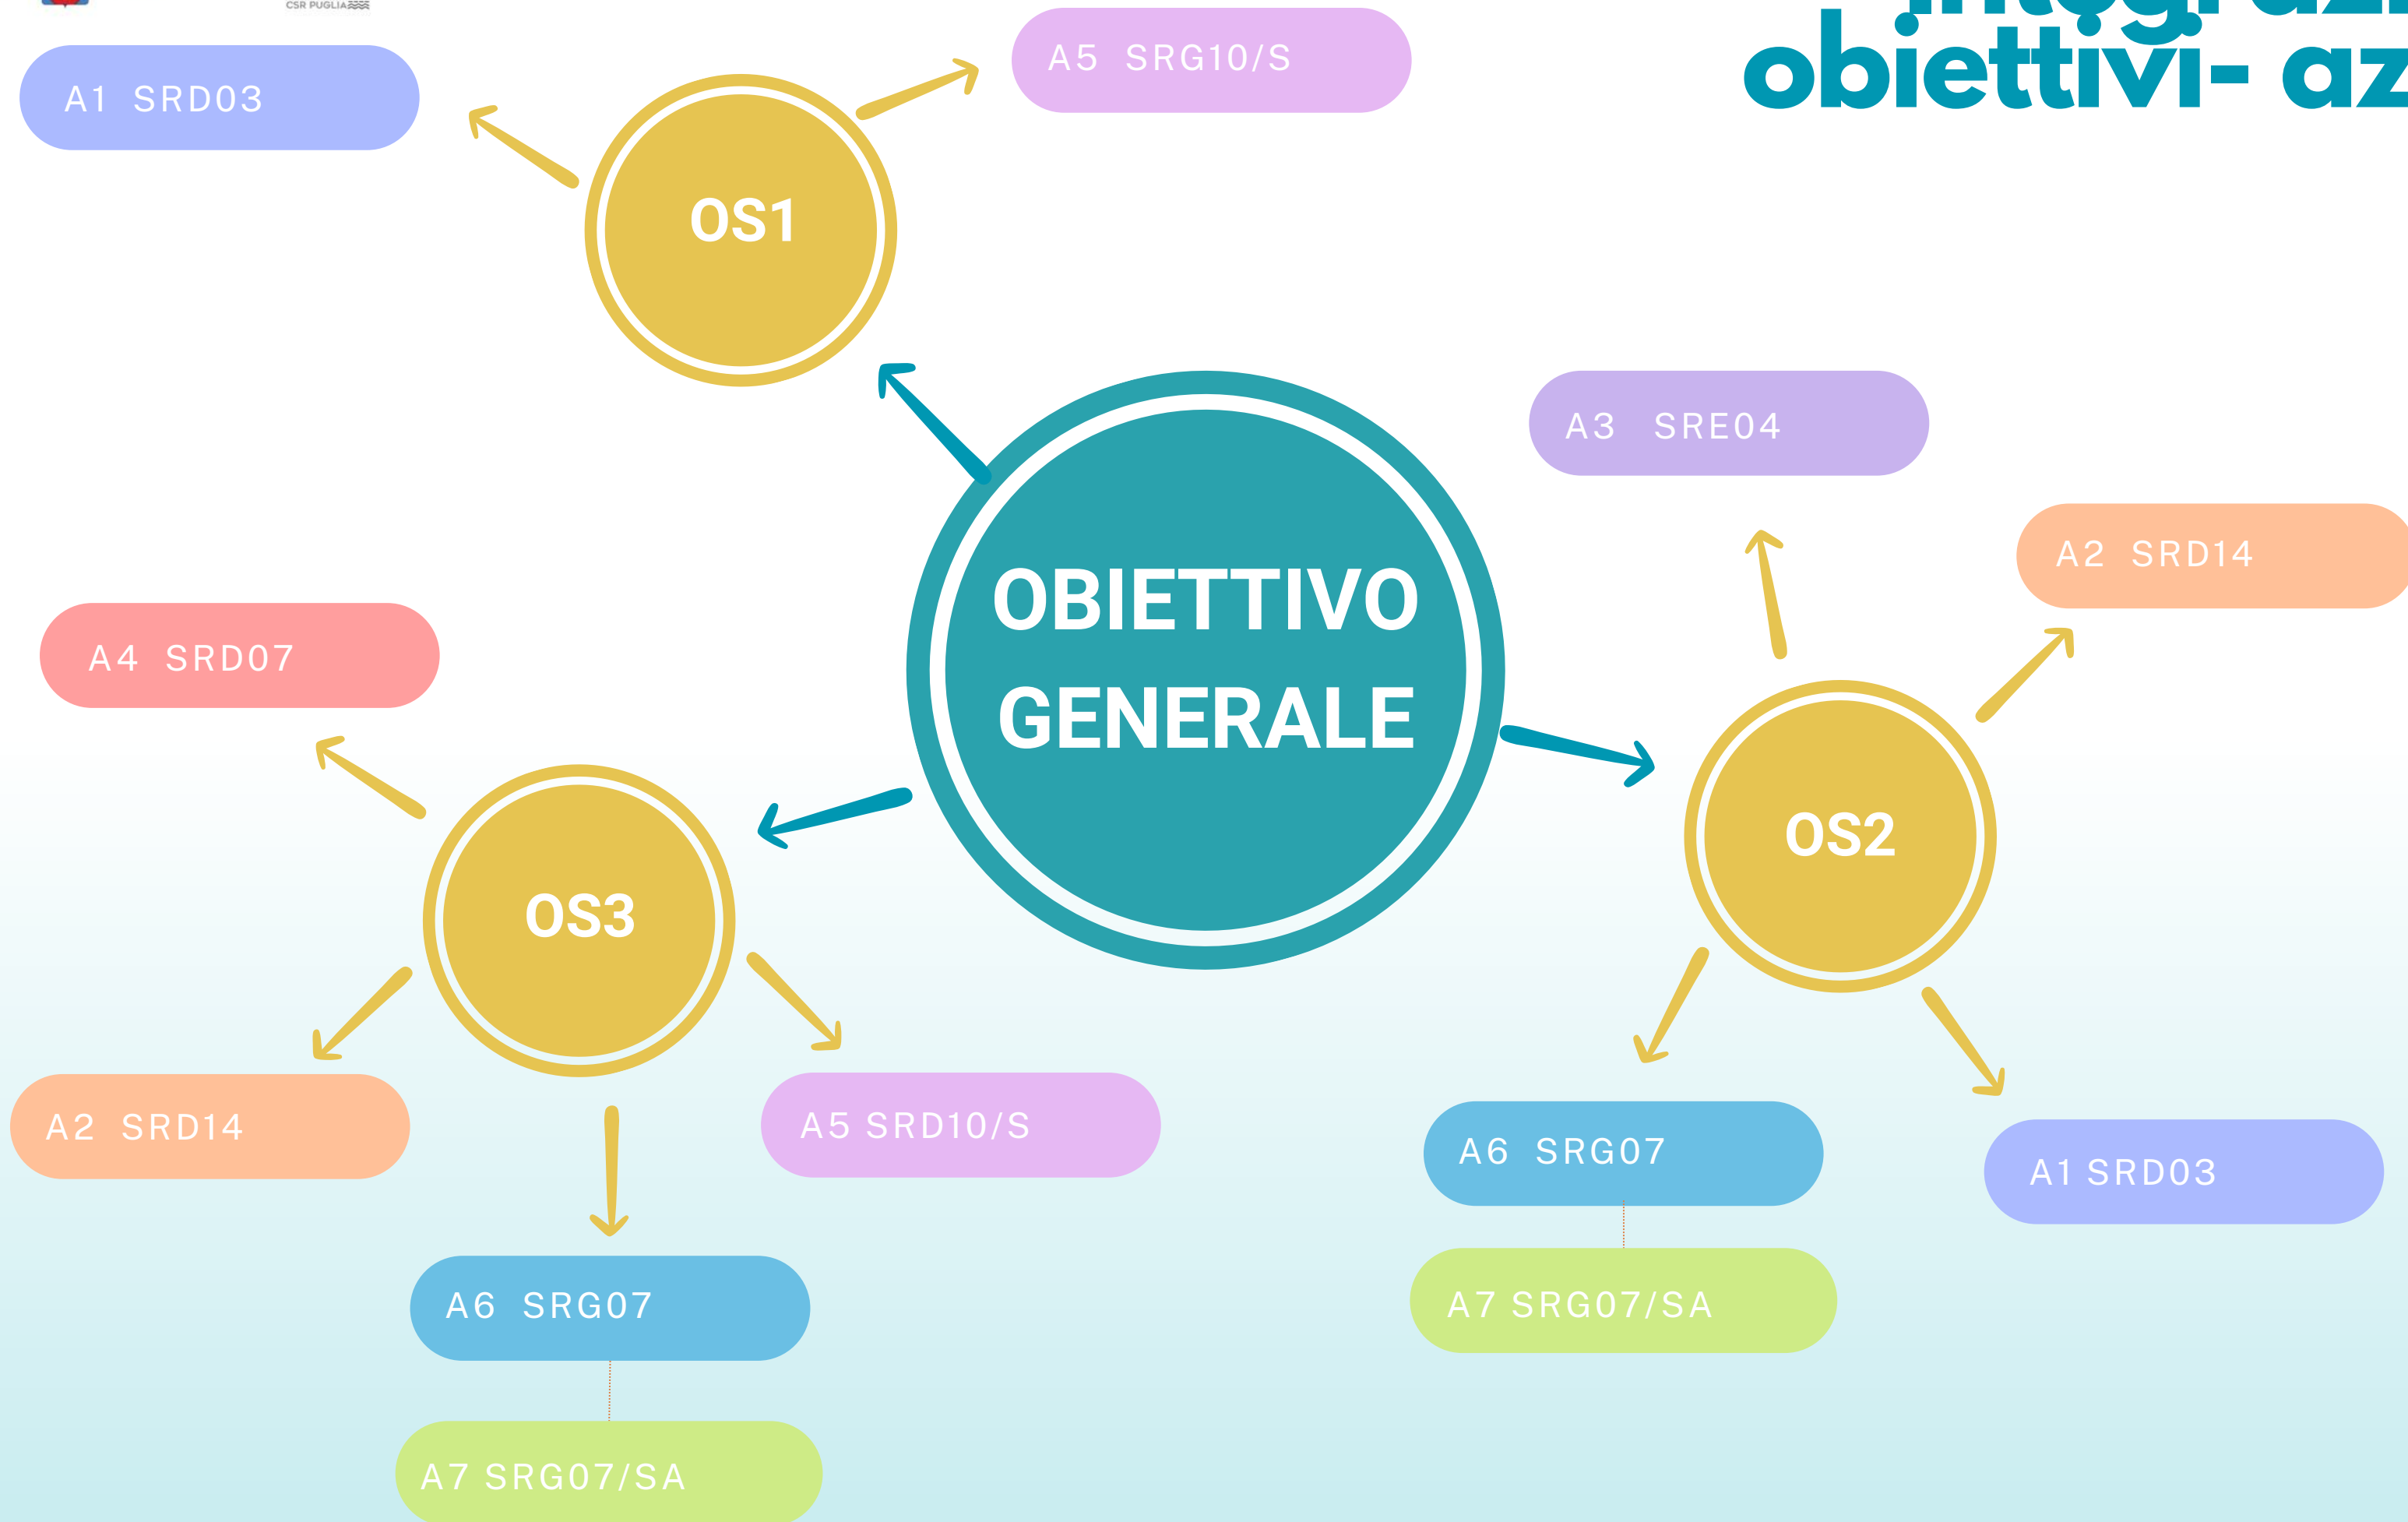 CSR PUGLIA
obiettivi-
A1 SRD03
A5 SRG10/S
OS1
OBIETTIVO
GENERALE
A3 SRE04
A2 SRD14
A4 SRD07
OS2
OS3
A2 SRD14
A5 SRD10/S
A6 SRG07
A1 SRD03
A6 SRG07
A7 SRG07/SA
A7 SRG07/SA